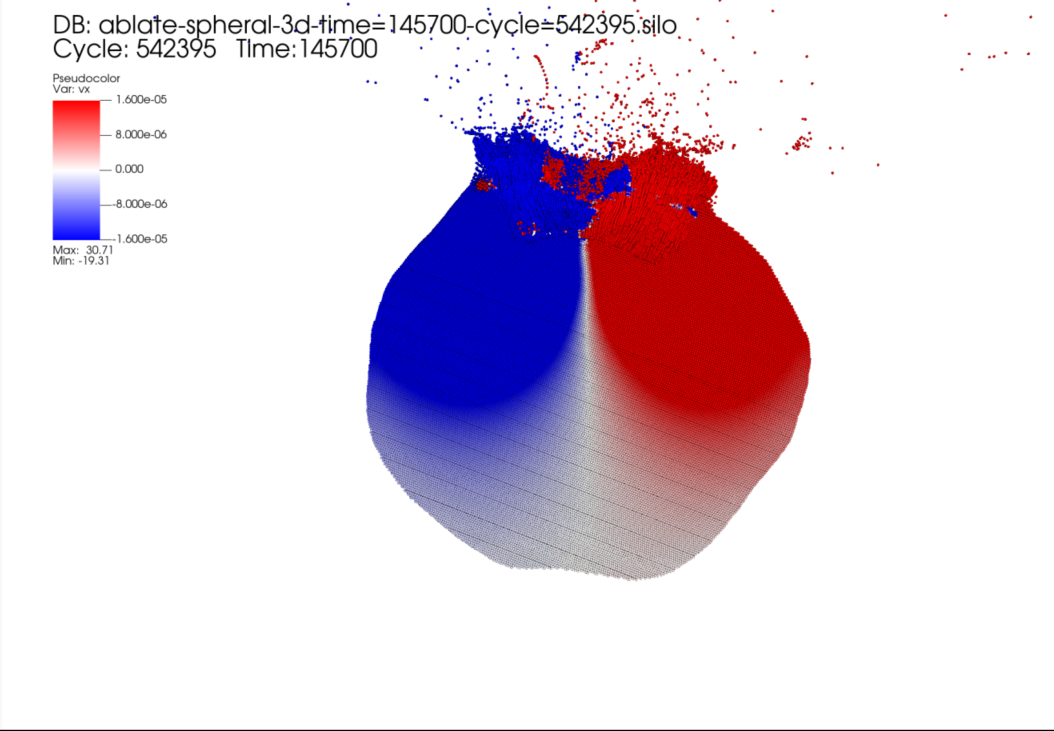 DB: ablate-spheral-3d-time=145700-cycle=542395.silo
Cycle: 542395 Time:145700
Pseudocolor
Var: vx
1.600e-05
8.000e-06
0.000
-8.000e-06
-1.600e-05
Max: 30.71
Min: -19.31